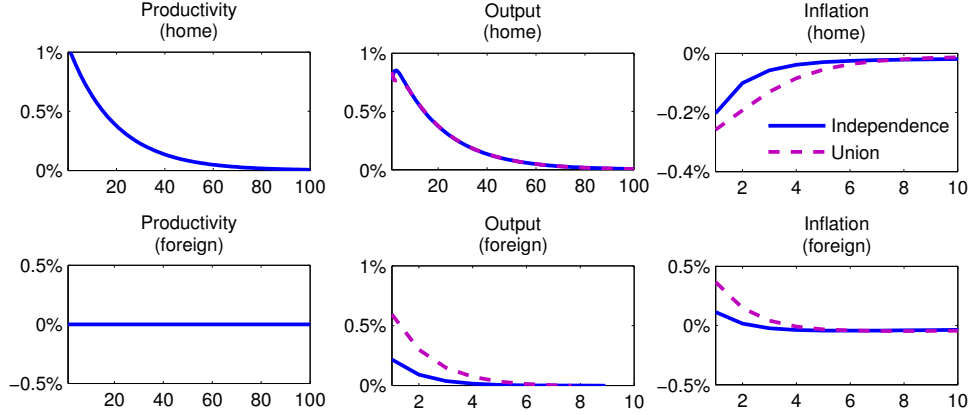 Productivity
(home)
1%
0.5%
0%
20 40 60 80 100
Output
(home)
1%
0.5%
0%
20 40 60 80 100
Inflation
(home)
0%
−0.2%
−0.4%
2 4 6 8 10
Independence
Union
Productivity
(foreign)
0.5%
0%
−0.5%
20 40 60 80 100
Output
(foreign)
1%
0.5%
0%
2 4 6 8 10
Inflation
(foreign)
0.5%
0%
−0.5%
2 4 6 8 10